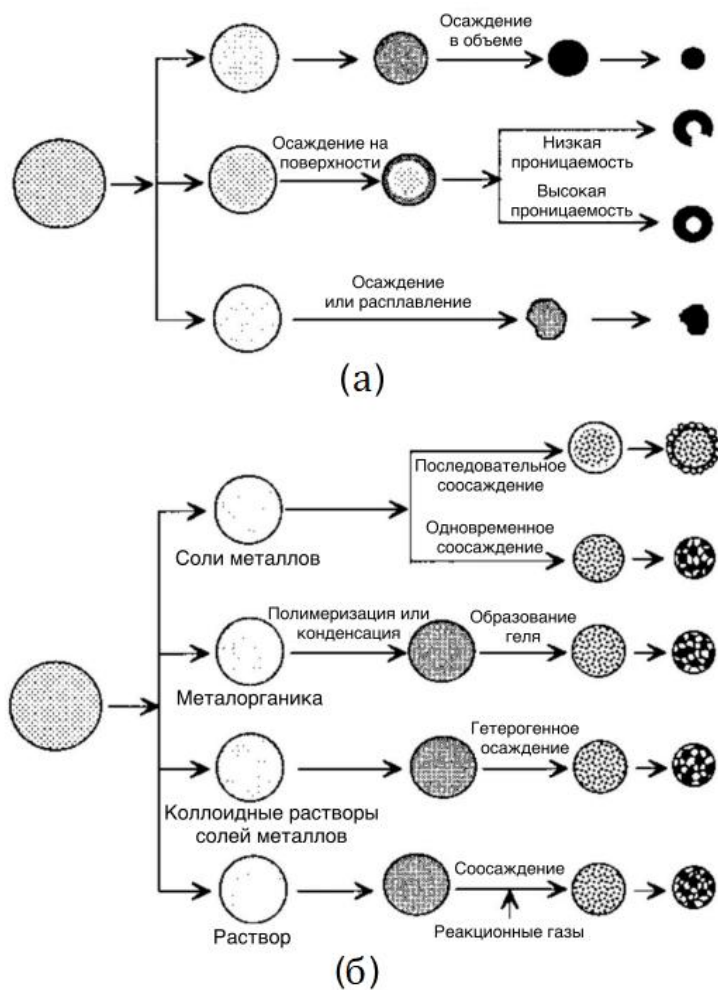 Осаждение
в объеме
Осаждение на
поверхности
Низкая
проницаемость
Высокая
проницаемость
Осаждение
или расплавление
(а)
Последовательное
соосаждение
Соли металлов
Одновременное
соосаждение
Полимеризация или
конденсация
Образование
геля
Металорганика
Гетерогенное
осаждение
Коллоидные растворы
солей металлов
Соосаждение
Раствор
Реакционные газы
(б)